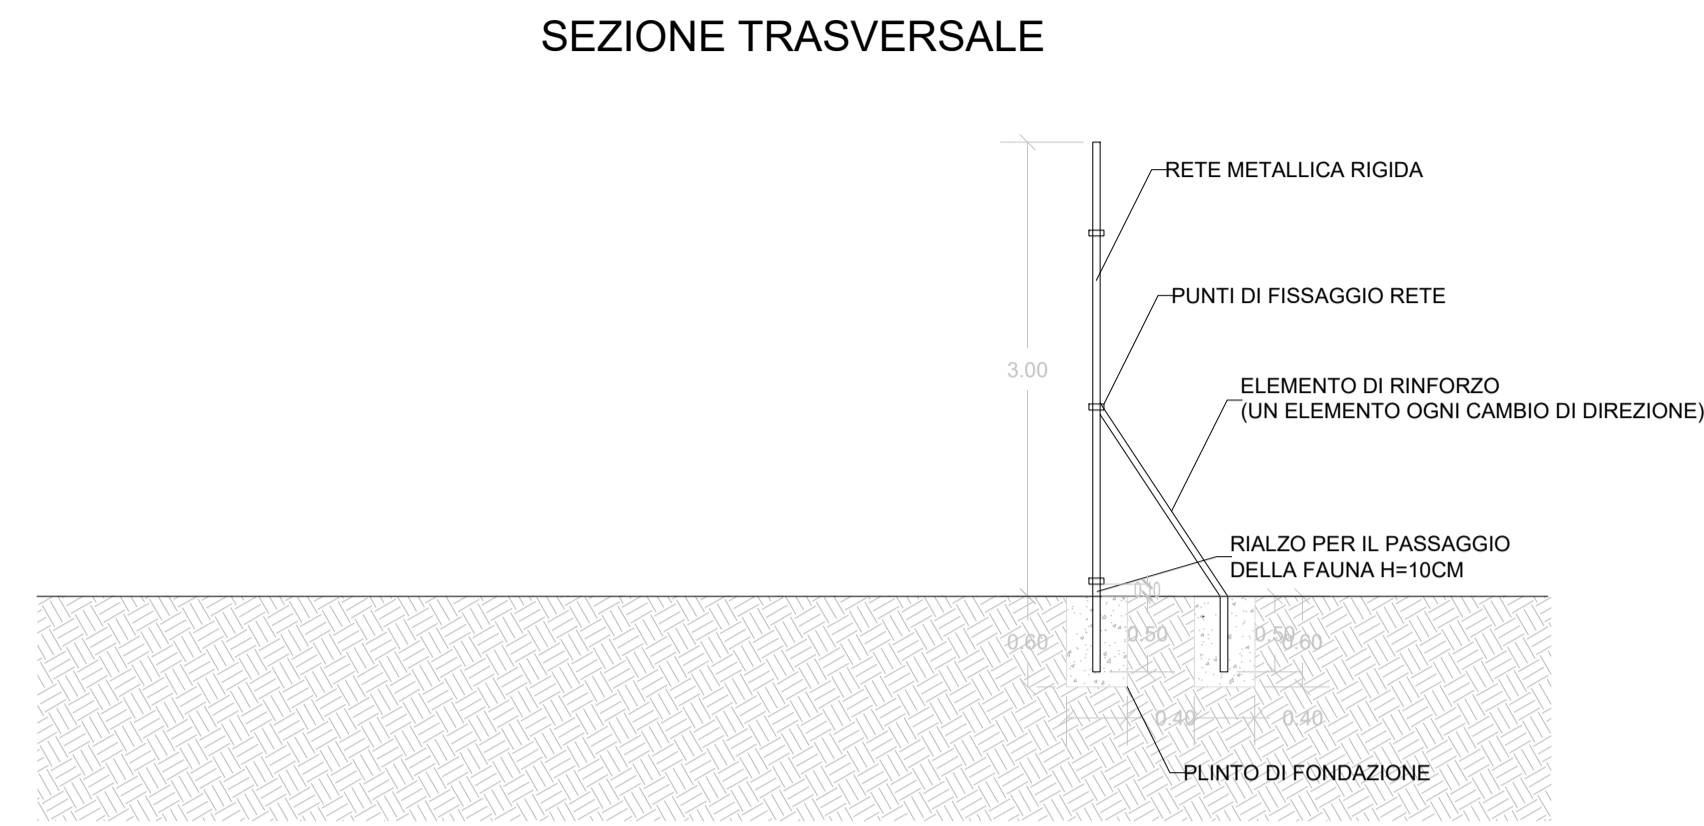 SEZIONE TRASVERSALE
RETE METALLICA RIGIDA
PUNTI DI FISSAGGIO RETE
3.00
ELEMENTO DI RINFORZO
(UN ELEMENTO OGNI CAMBIO DI DIREZIONE)
RIALZO PER IL PASSAGGIO
DELLA FAUNA H=10CM
0.10
0.60
0.50
0.50
0.60
0.40
0.40
PLINTO DI FONDAZIONE